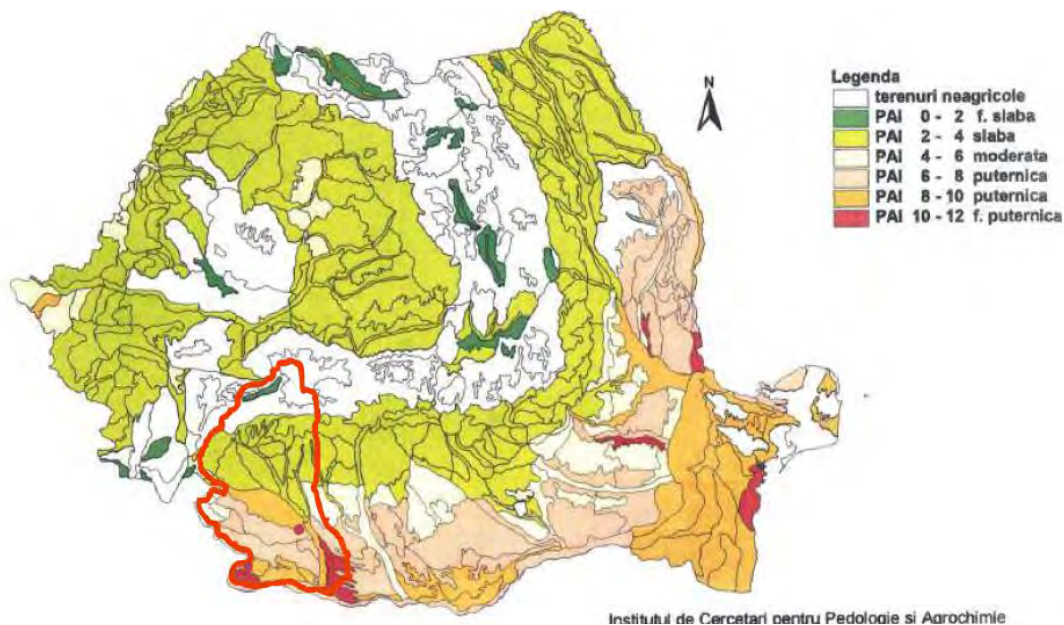 N
Legenda
terenuri neagricole
PAI 0 - 2 f. slaba
PAI 2 - 4 slaba
PAI 4 - 6 moderata
PAI 6 - 8 puternica
PAI 8 - 10 puternica
PAI 10 - 12 f. puternica
Institutul de Cercetari pentru Pedologie si Agrochimie